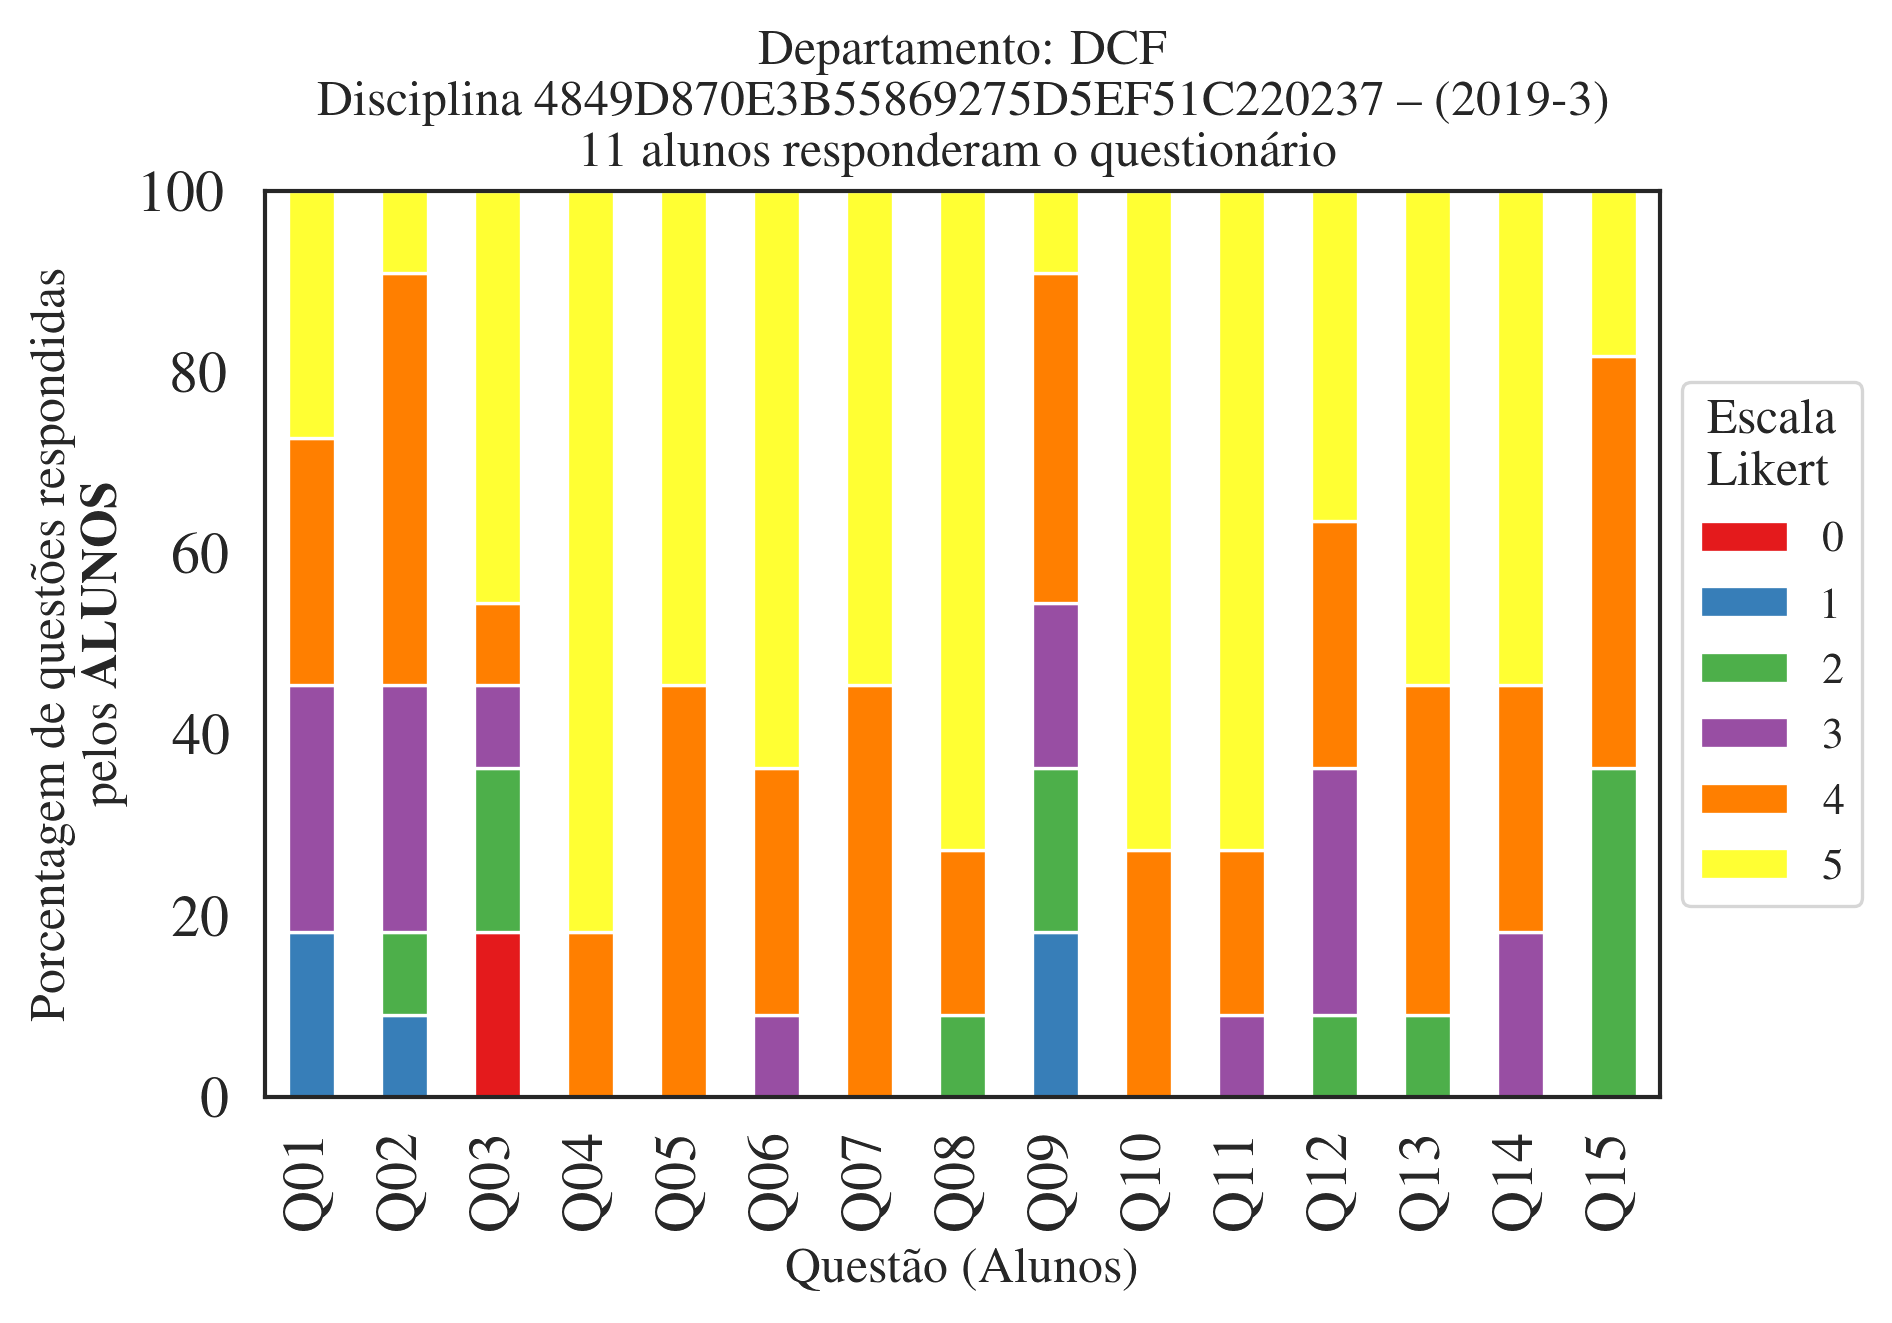 Departamento: DCF
Disciplina 4849D870E3B55869275D5EF51C220237 – (2019-3)
11 alunos responderam o questionário
Porcentagem de questões respondidas
pelos ALUNOS
100
80
60
40
20
0
Q01
Q02
Q03
Q04
Q05
Q06
Q07
Q08
Q09
Q10
Q11
Q12
Q13
Q14
Q15
Questão (Alunos)
Escala
Likert
0
1
2
3
4
5